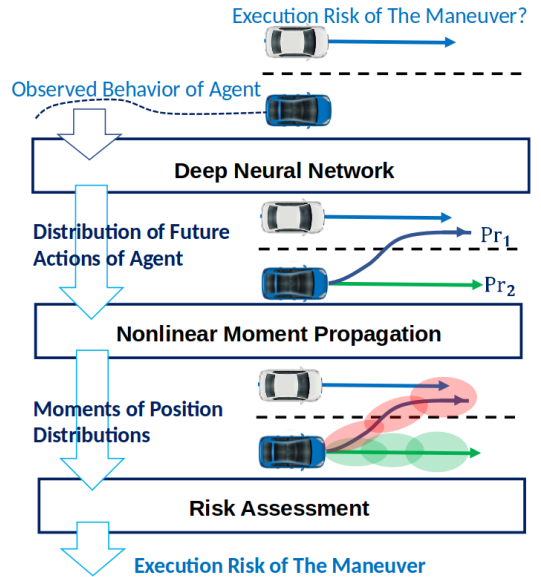 Execution Risk of The Maneuver?
Observed Behavior of Agent
Deep Neural Network
Distribution of Future
Actions of Agent
Pr₁
Pr₂
Nonlinear Moment Propagation
Moments of Position
Distributions
Risk Assessment
Execution Risk of The Maneuver